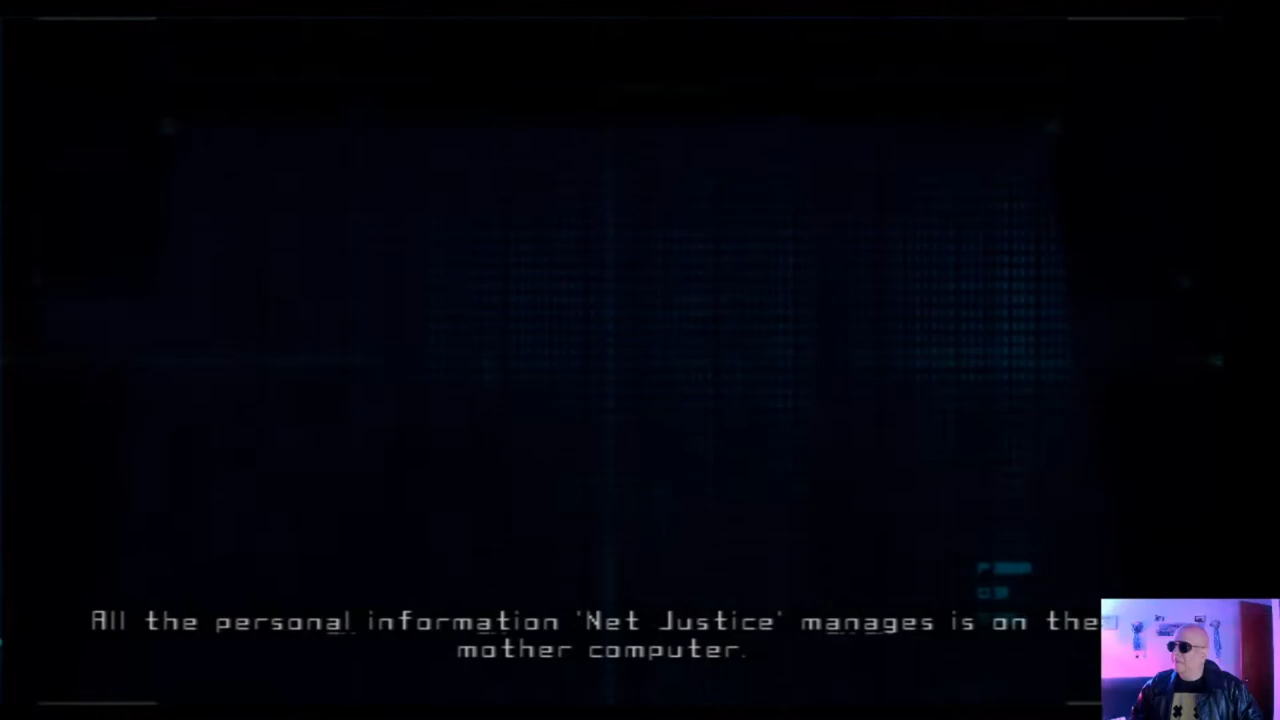 All the personal information 'Net Justice' manages is on the
mother computer.